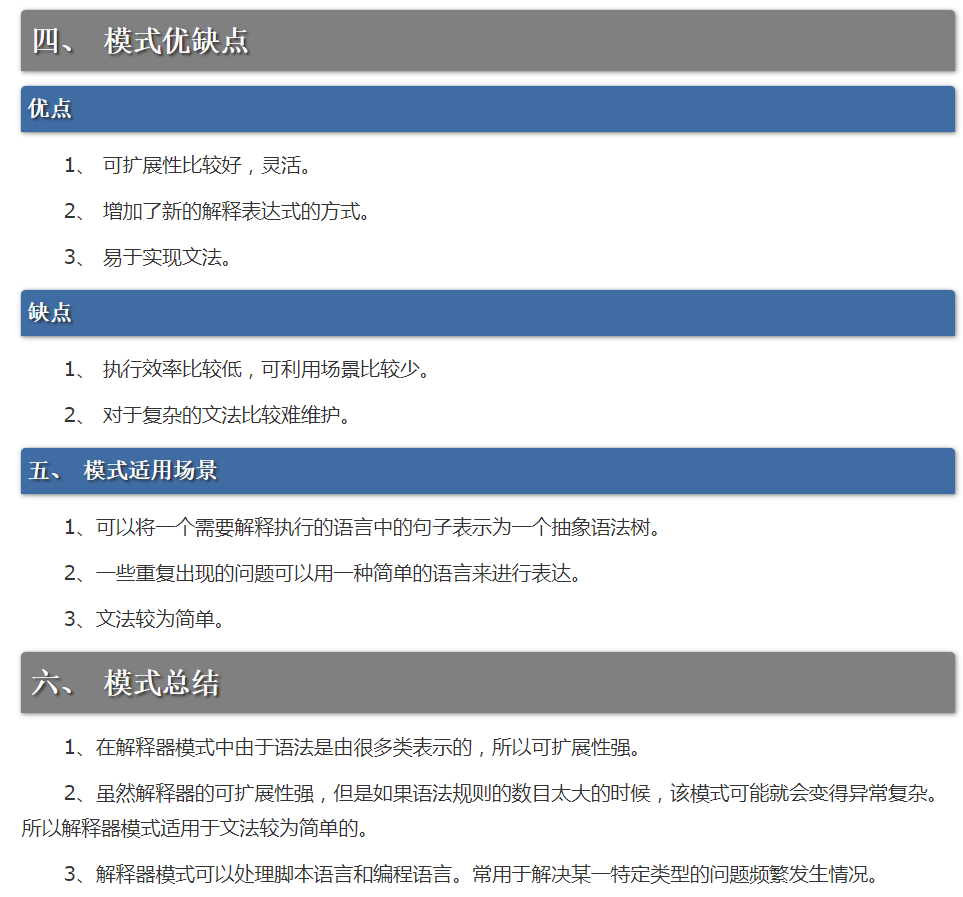 四、 模式优缺点
优点
1、 可扩展性比较好，灵活。
2、 增加了新的解释表达式的方式。
3、 易于实现文法。
缺点
1、 执行效率比较低，可利用场景比较少。
2、 对于复杂的文法比较难维护。
五、 模式适用场景
1、可以将一个需要解释执行的语言中的句子表示为一个抽象语法树。
2、一些重复出现的问题可以用一种简单的语言来进行表达。
3、文法较为简单。
六、 模式总结
1、在解释器模式中由于语法是由很多类表示的，所以可扩展性强。
2、虽然解释器的可扩展性强，但是如果语法规则的数目太大的时候，该模式可能就会变得异常复杂。
所以解释器模式适用于文法较为简单的。
3、解释器模式可以处理脚本语言和编程语言。常用于解决某一特定类型的问题频繁发生情况。